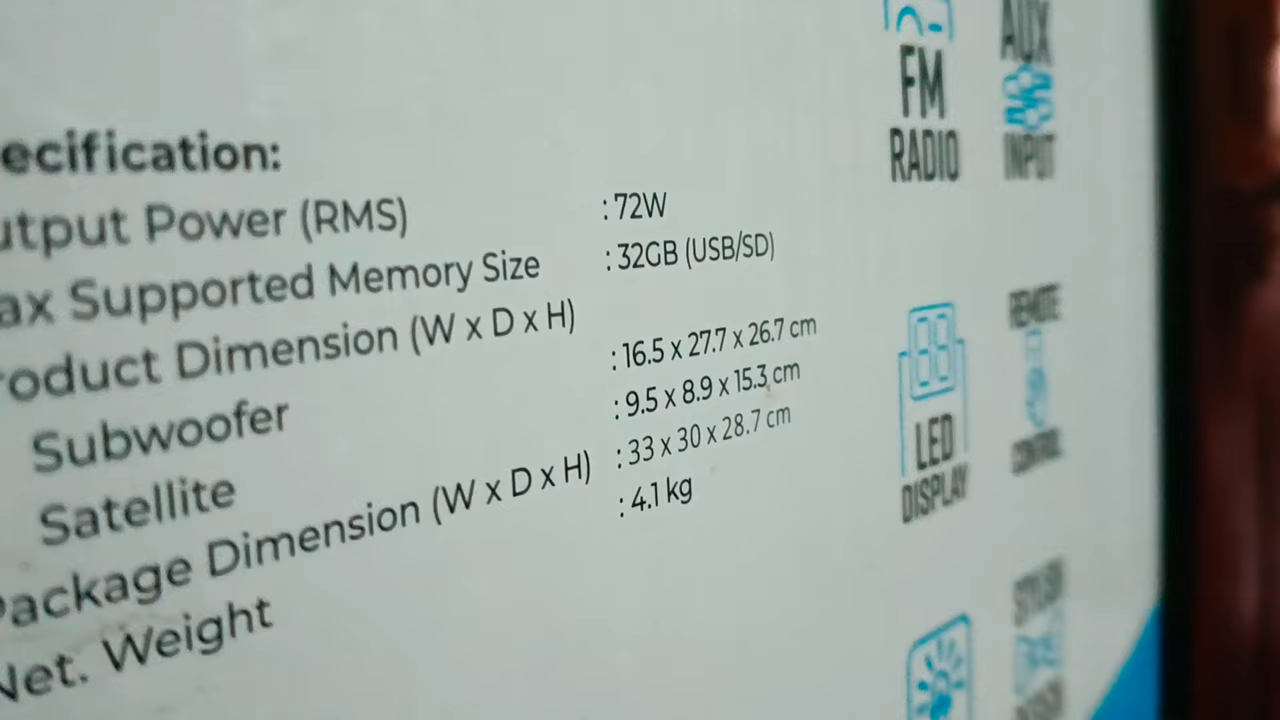 ecification:
utput Power (RMS) : 72W
ax Supported Memory Size : 32GB (USB/SD)
roduct Dimension (W x D x H)
Subwoofer : 16.5 x 27.7 x 26.7 cm
Satellite : 9.5 x 8.9 x 15.3 cm
Package Dimension (W x D x H) : 33 x 30 x 28.7 cm
Net. Weight : 4.1 kg
FM
RADIO
AUX
INPUT
LED
DISPLAY
REMOTE
CONTROL